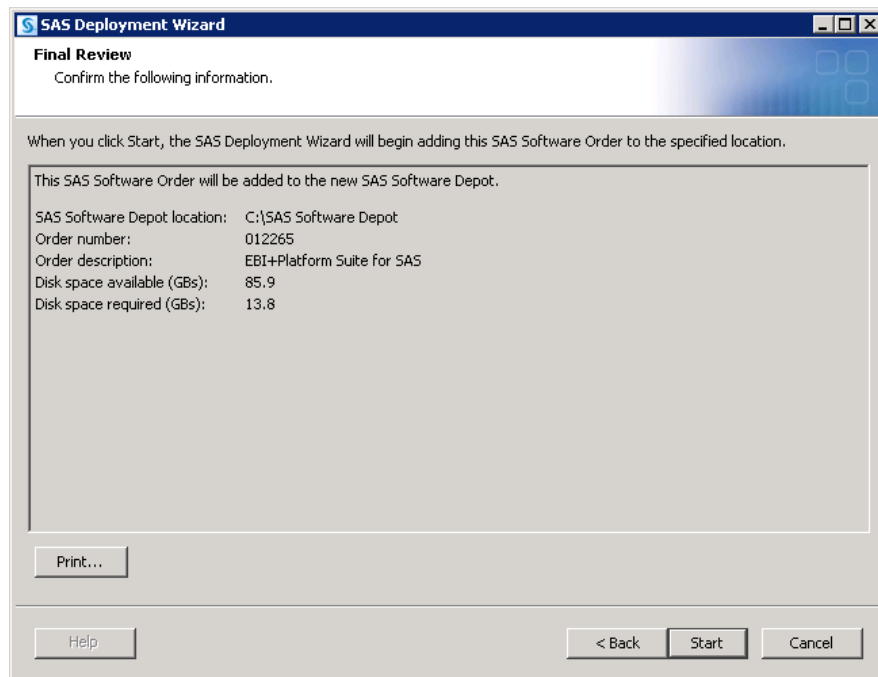 SAS Deployment Wizard
Final Review
Confirm the following information.
When you click Start, the SAS Deployment Wizard will begin adding this SAS Software Order to the specified location.
This SAS Software Order will be added to the new SAS Software Depot.
SAS Software Depot location: C:\SAS Software Depot
Order number: 012265
Order description: EBI+Platform Suite for SAS
Disk space available (GBs): 85.9
Disk space required (GBs): 13.8
Print...
Help < Back Start Cancel